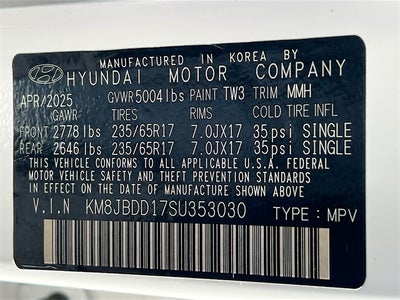 MANUFACTURED IN KOREA BY
HYUNDAI MOTOR COMPANY
APR/2025 GVWR 5004 lbs PAINT TW3 TRIM MMH
GAWR TIRES RIMS COLD TIRE INFL
FRONT 2778 lbs 235/65R17 7.0JX17 35psi SINGLE
REAR 2646 lbs 235/65R17 7.0JX17 35psi SINGLE
THIS VEHICLE CONFORMS TO ALL APPLICABLE U.S.A. FEDERAL
MOTOR VEHICLE SAFETY AND THEFT PREVENTION STANDARDS
IN EFFECT ON THE DATE OF MANUFACTURE SHOWN ABOVE.
V.I.N KM8JBDD17SU353030 TYPE: MPV